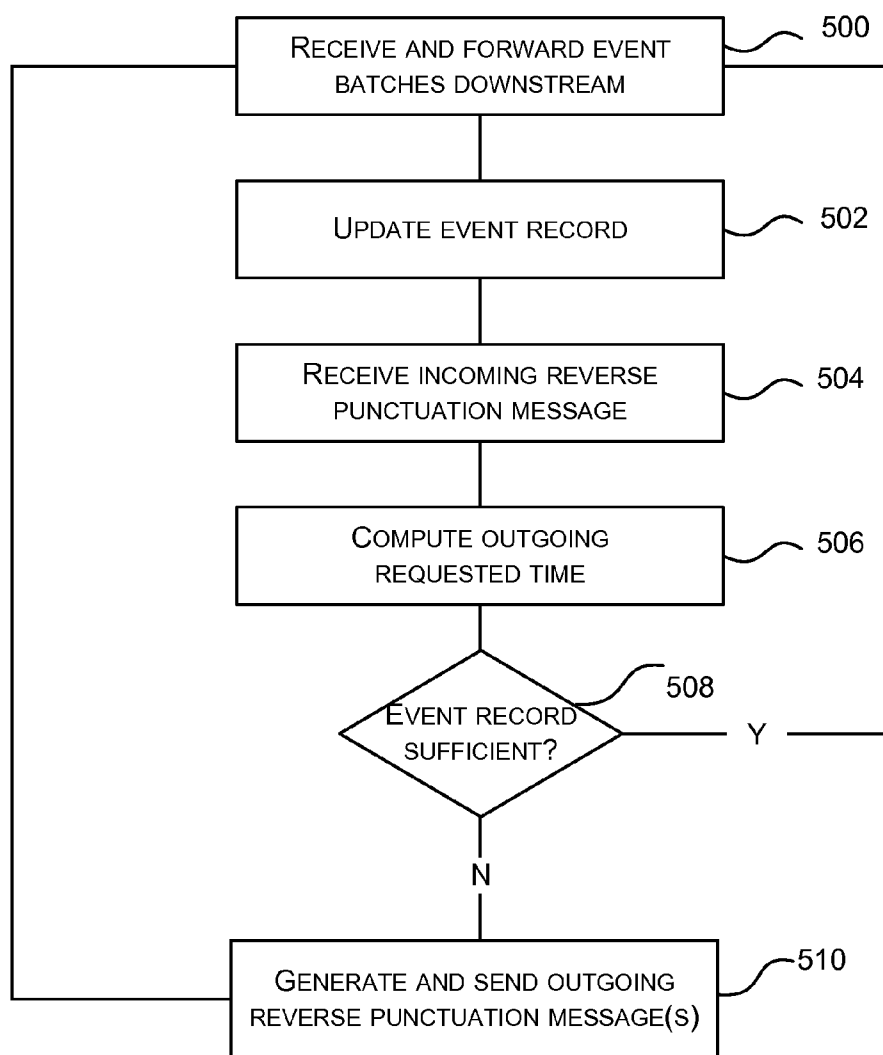 RECEIVE AND FORWARD EVENT
BATCHES DOWNSTREAM
500
UPDATE EVENT RECORD
502
RECEIVE INCOMING REVERSE
PUNCTUATION MESSAGE
504
COMPUTE OUTGOING
REQUESTED TIME
506
EVENT RECORD
SUFFICIENT?
508
Y
N
GENERATE AND SEND OUTGOING
REVERSE PUNCTUATION MESSAGE(S)
510